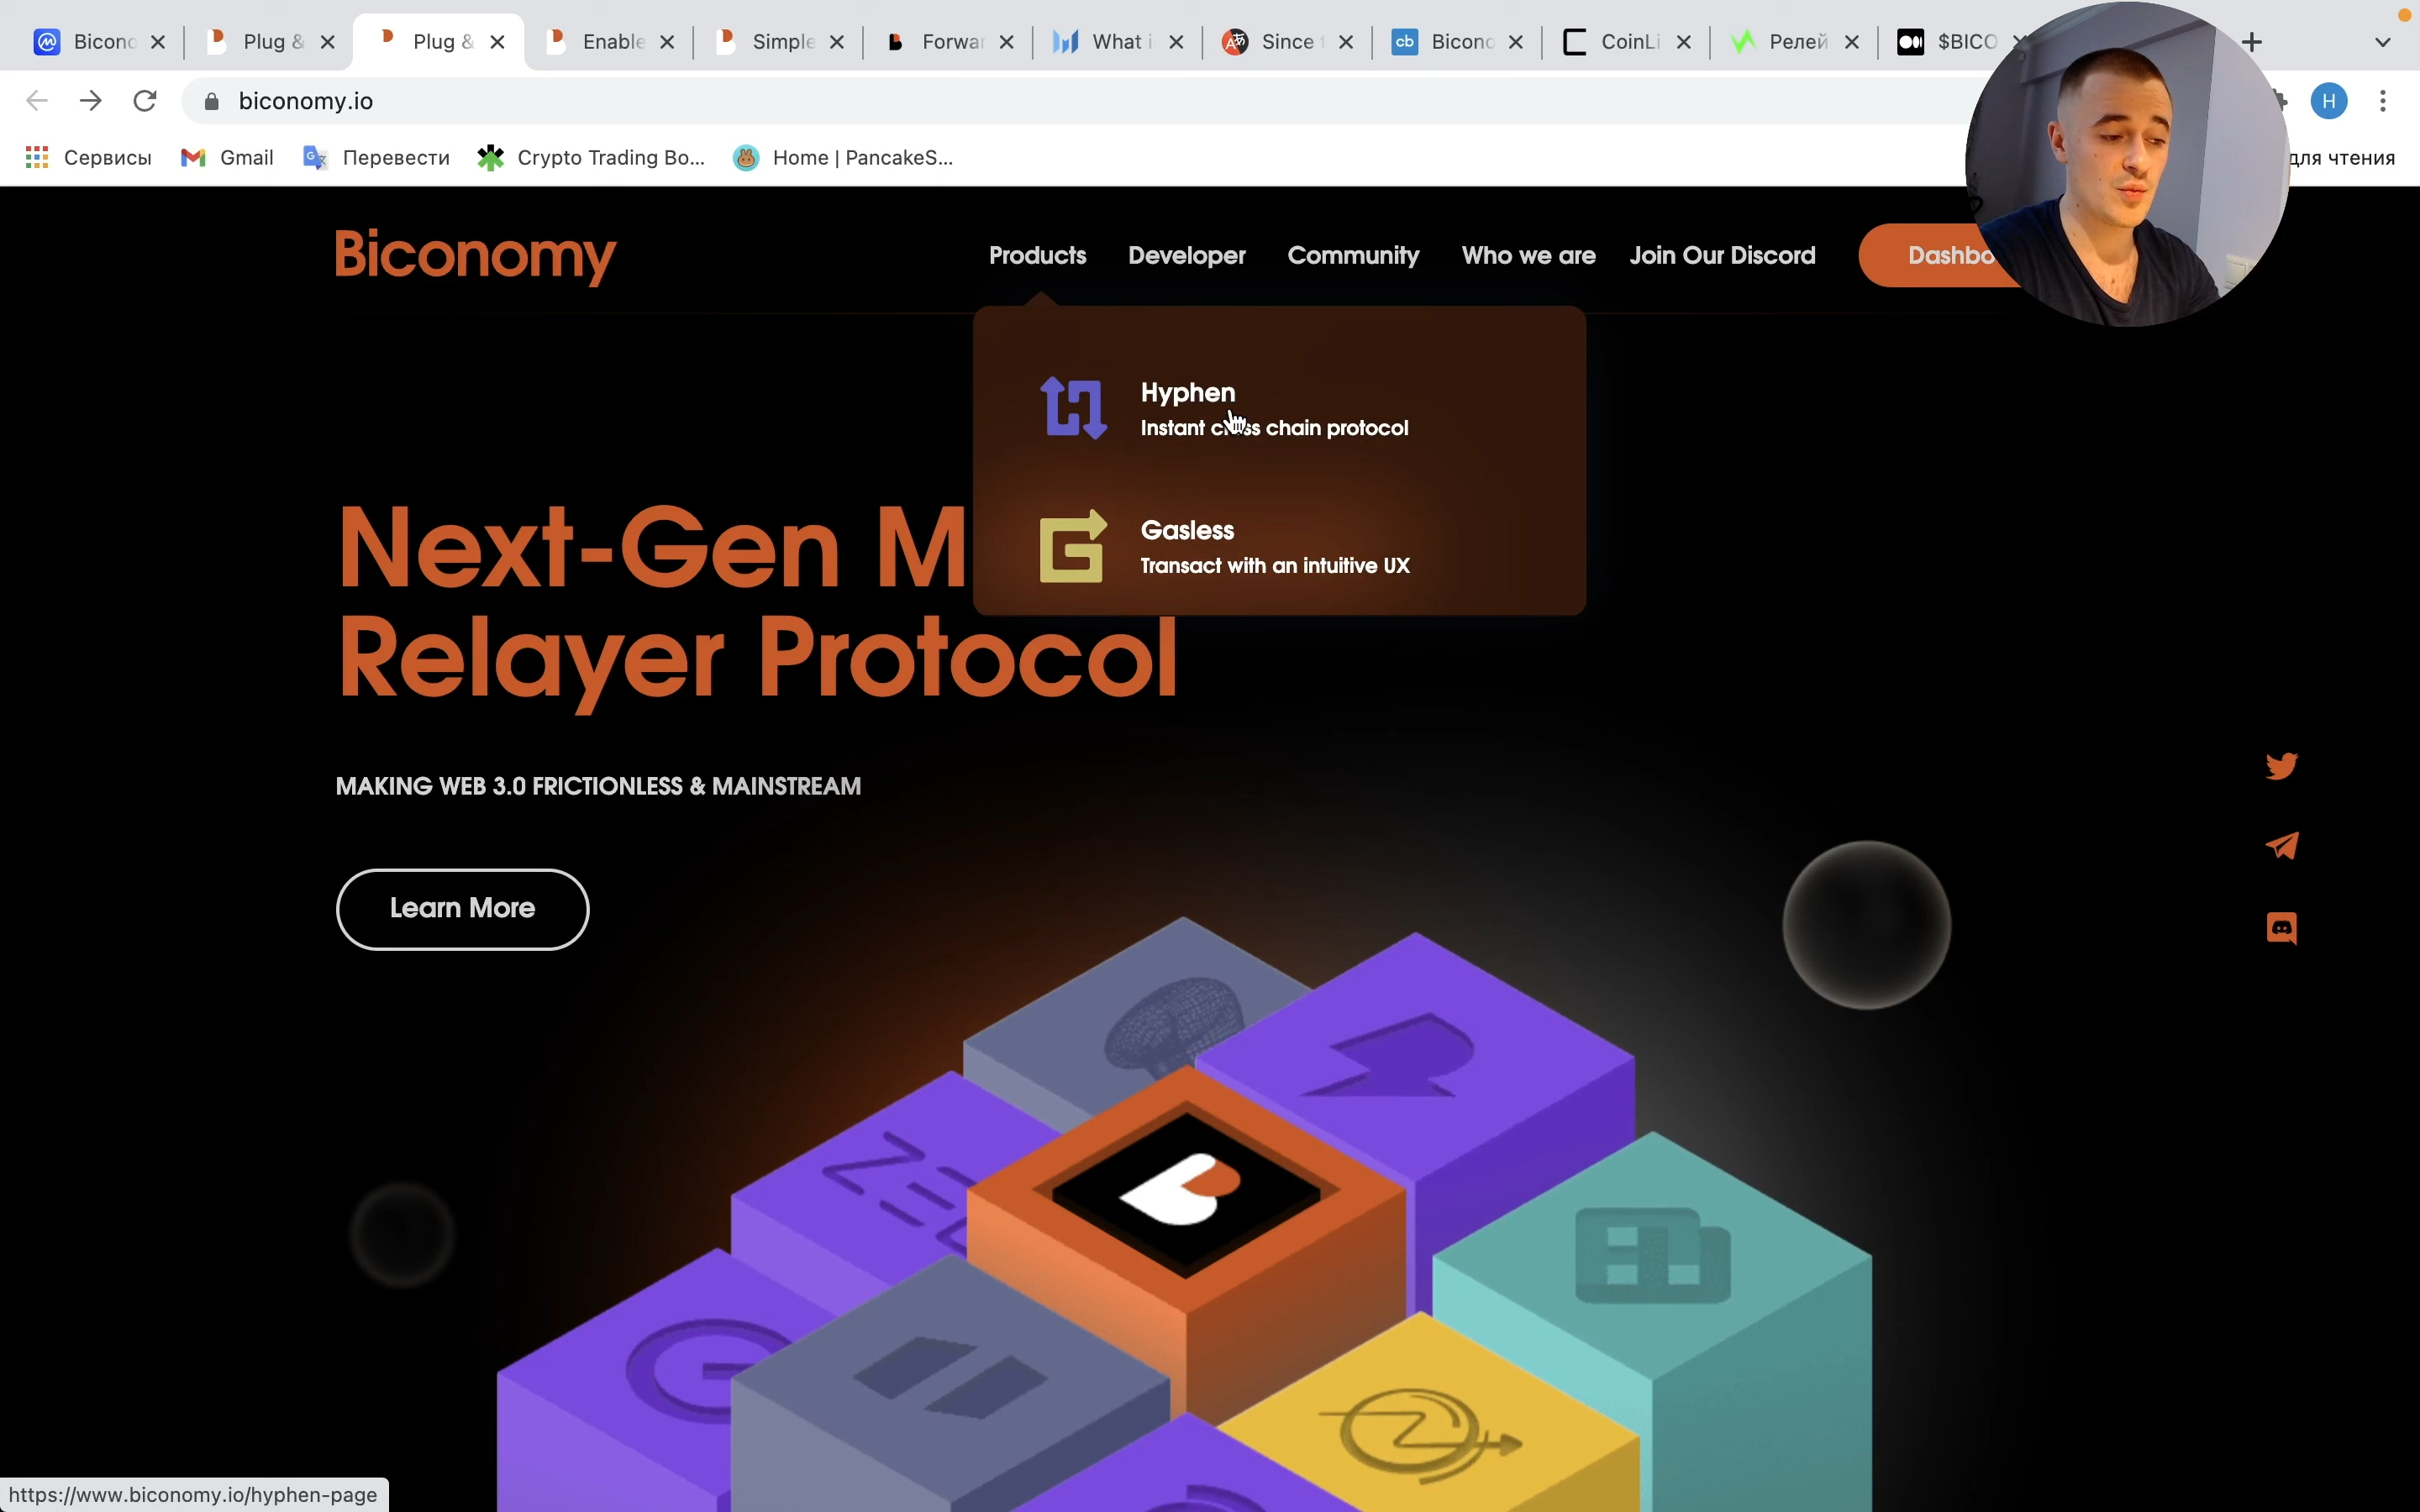 Bicono
Plug &
Plug &
Enable
Simple
Forwar
What i
Since
cb
Bicono
CoinLi
Релей
$BICO
biconomy.io
H
Сервисы
Gmail
Перевести
Crypto Trading Bo...
Home | PancakeS...
для чтения
Biconomy
Products
Developer
Community
Who we are
Join Our Discord
Dashbo
Hyphen
Instant cross chain protocol
Gasless
Transact with an intuitive UX
Next-Gen M
Relayer Protocol
MAKING WEB 3.0 FRICTIONLESS & MAINSTREAM
Learn More
https://www.biconomy.io/hyphen-page